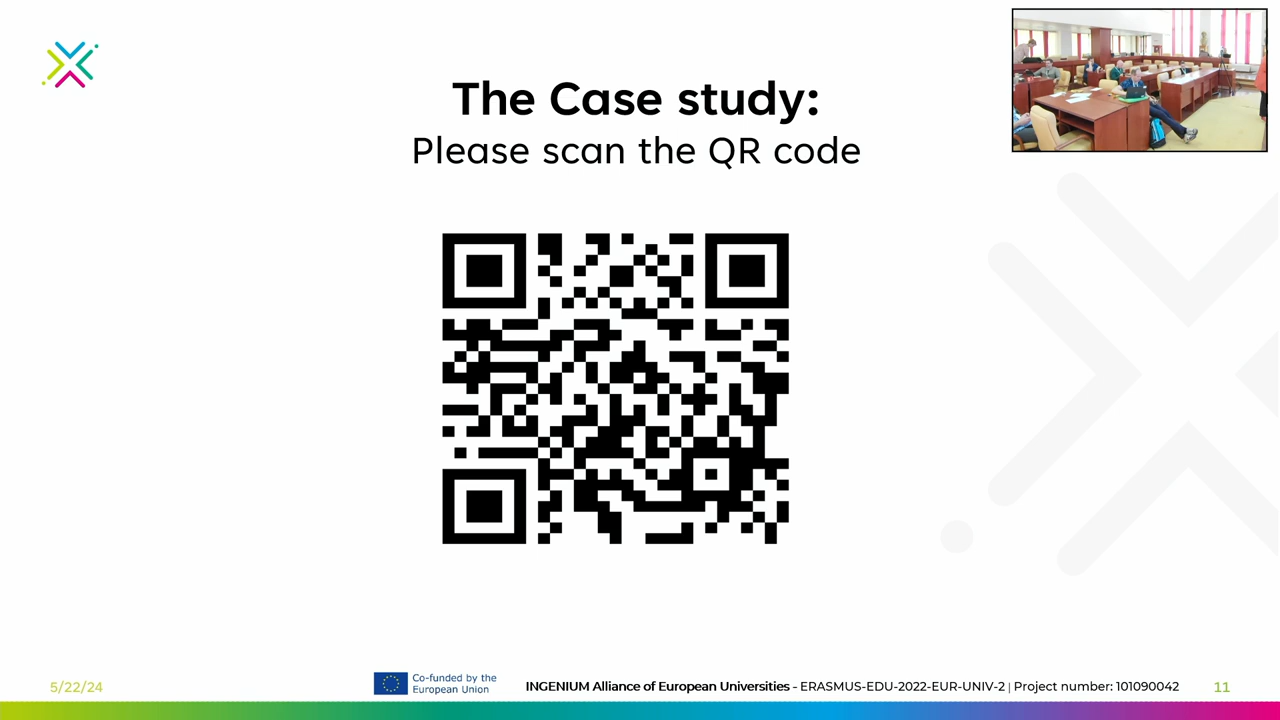 The Case study:
Please scan the QR code
5/22/24
Co-funded by the
European Union
INGENIUM Alliance of European Universities - ERASMUS-EDU-2022-EUR-UNIV-2 | Project number: 101090042
11